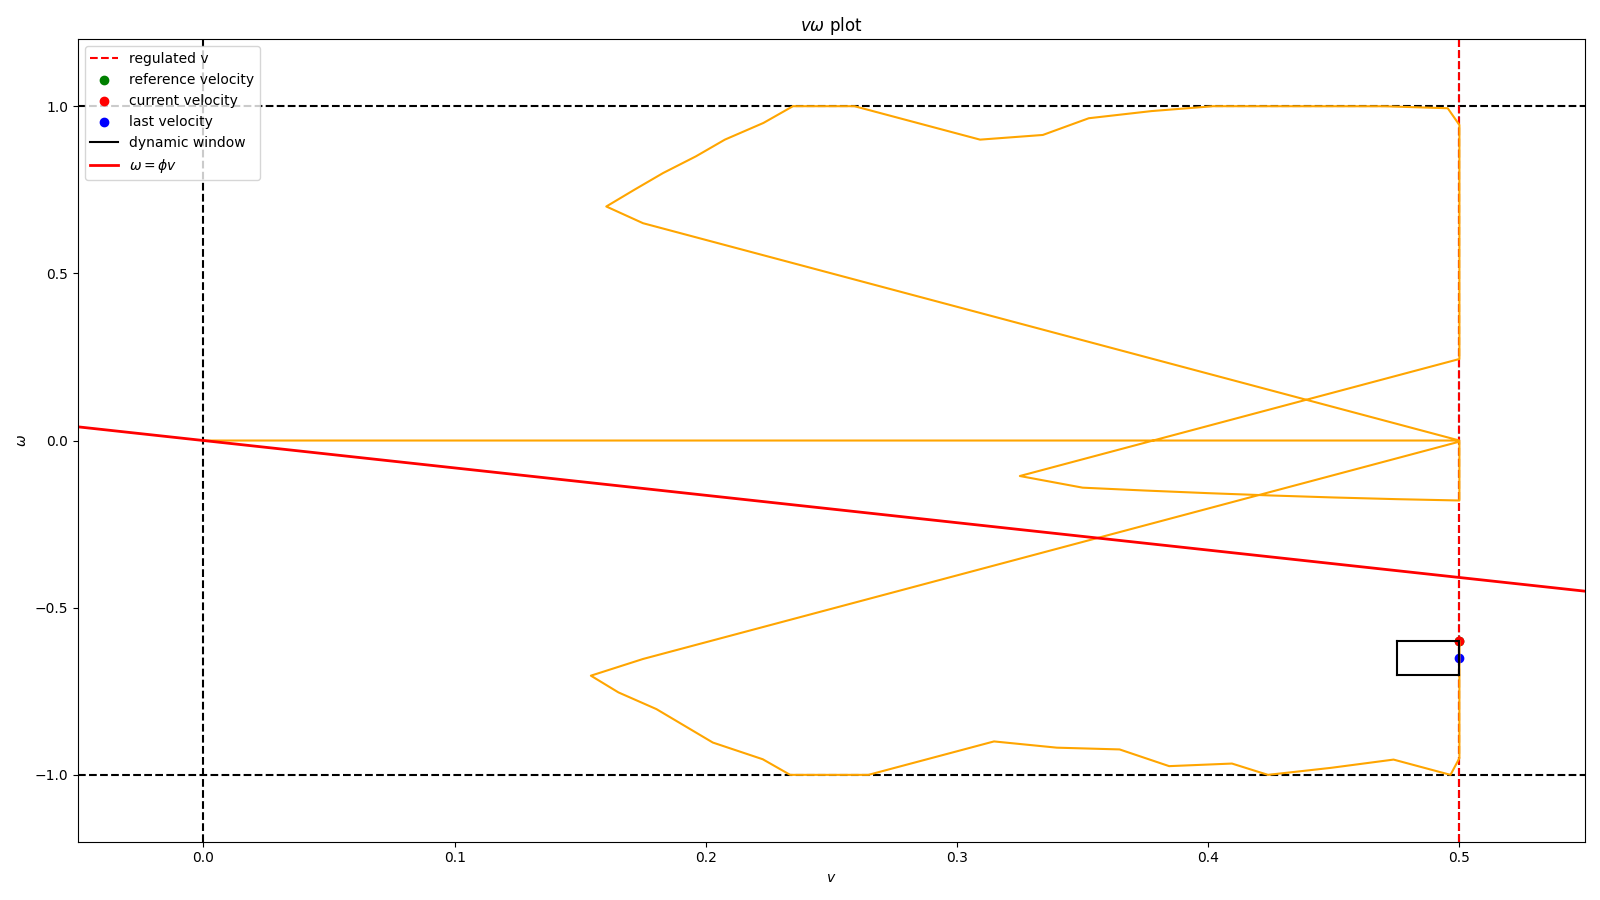 vω plot
regulated v
reference velocity
current velocity
last velocity
dynamic window
ω = ϕv
1.0
0.5
0.0
−0.5
−1.0
ω
0.0 0.1 0.2 0.3 0.4 0.5
v